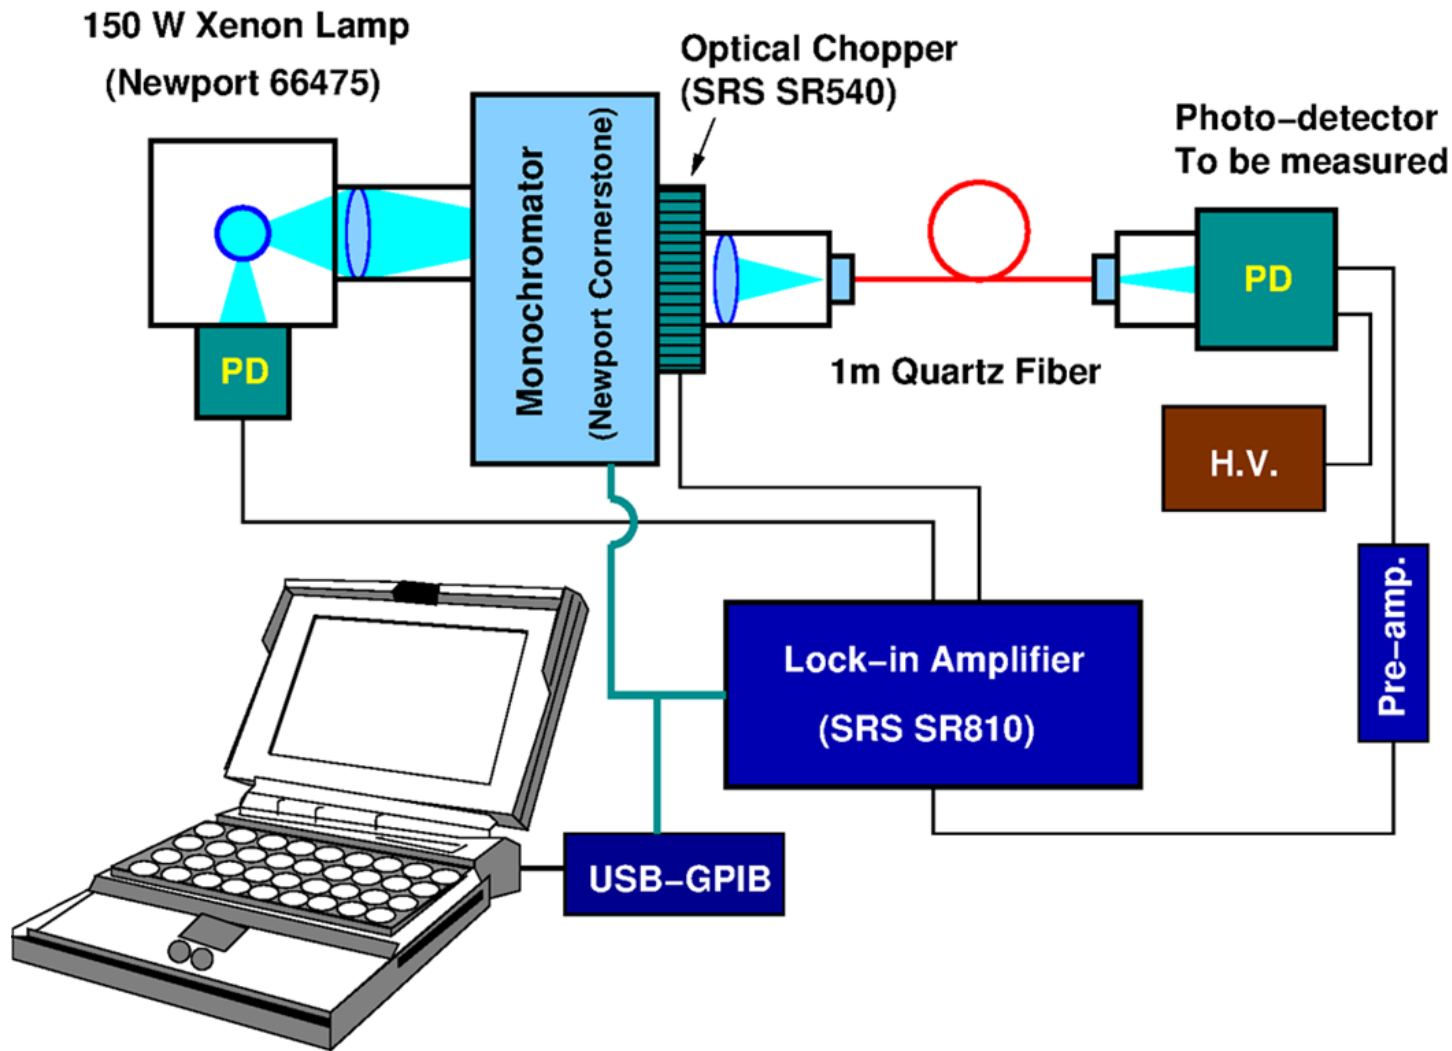 150 W Xenon Lamp
(Newport 66475)
Optical Chopper
(SRS SR540)
Photo-detector
To be measured
Monochromator
(Newport Cornerstone)
PD
PD
1m Quartz Fiber
H.V.
Pre-amp.
Lock-in Amplifier
(SRS SR810)
USB-GPIB